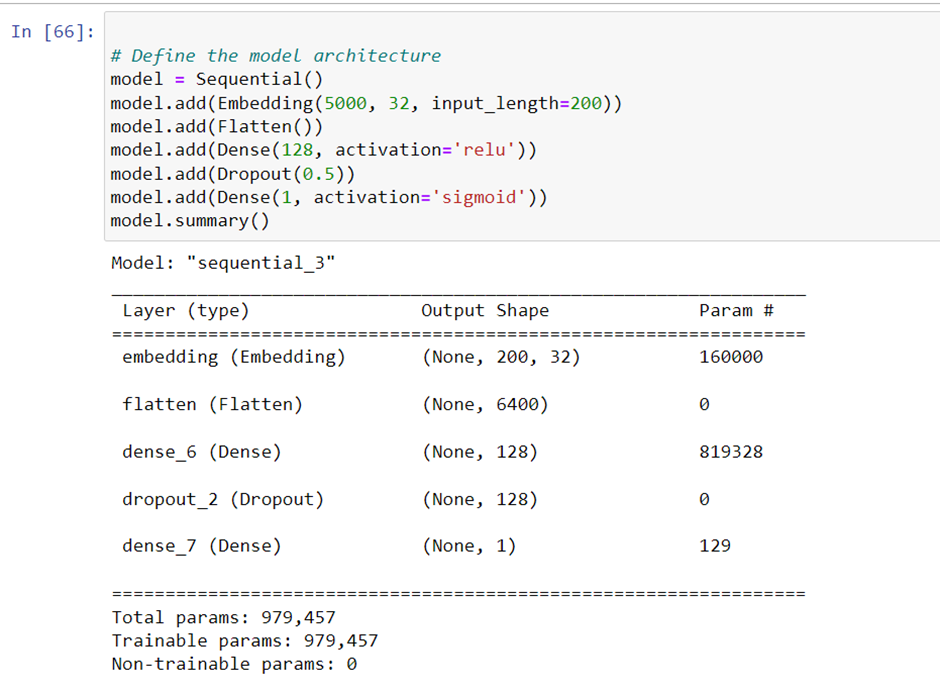 In [66]:
# Define the model architecture
model = Sequential()
model.add(Embedding(5000, 32, input_length=200))
model.add(Flatten())
model.add(Dense(128, activation='relu'))
model.add(Dropout(0.5))
model.add(Dense(1, activation='sigmoid'))
model.summary()
Model: "sequential_3"
_________________________________________________________________
Layer (type) Output Shape Param #
=================================================================
embedding (Embedding) (None, 200, 32) 160000
flatten (Flatten) (None, 6400) 0
dense_6 (Dense) (None, 128) 819328
dropout_2 (Dropout) (None, 128) 0
dense_7 (Dense) (None, 1) 129
=================================================================
Total params: 979,457
Trainable params: 979,457
Non-trainable params: 0